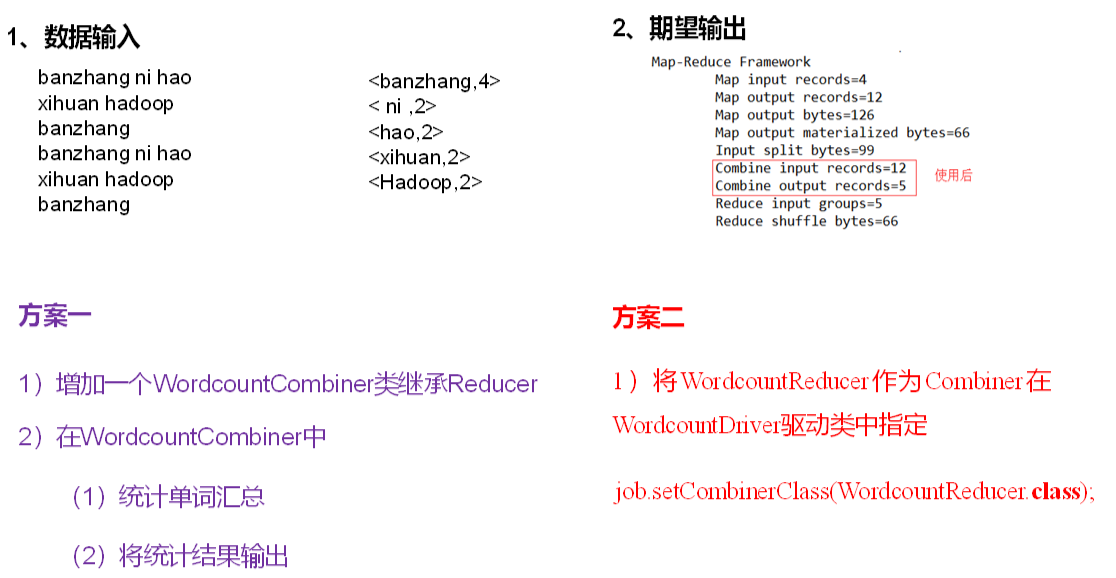 1、数据输入
banzhang ni hao
xihuan hadoop
banzhang
banzhang ni hao
xihuan hadoop
banzhang
<banzhang,4>
< ni ,2>
<hao,2>
<xihuan,2>
<Hadoop,2>
2、期望输出
Map-Reduce Framework
Map input records=4
Map output records=12
Map output bytes=126
Map output materialized bytes=66
Input split bytes=99
Combine input records=12
Combine output records=5
使用后
Reduce input groups=5
Reduce shuffle bytes=66
方案一
1）增加一个WordcountCombiner类继承Reducer
2）在WordcountCombiner中
（1）统计单词汇总
（2）将统计结果输出
方案二
1）将WordcountReducer作为Combiner在
WordcountDriver驱动类中指定
job.setCombinerClass(WordcountReducer.class);